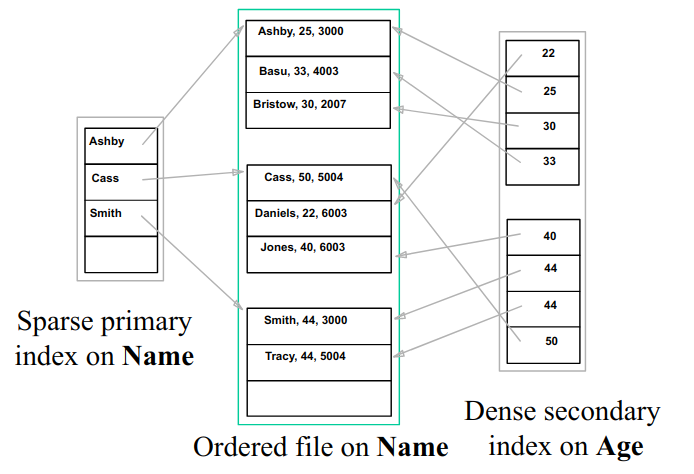 Ashby
Cass
Smith
Sparse primary
index on Name
Ashby, 25, 3000
Basu, 33, 4003
Bristow, 30, 2007
Cass, 50, 5004
Daniels, 22, 6003
Jones, 40, 6003
Smith, 44, 3000
Tracy, 44, 5004
Ordered file on Name
22
25
30
33
40
44
44
50
Dense secondary
index on Age